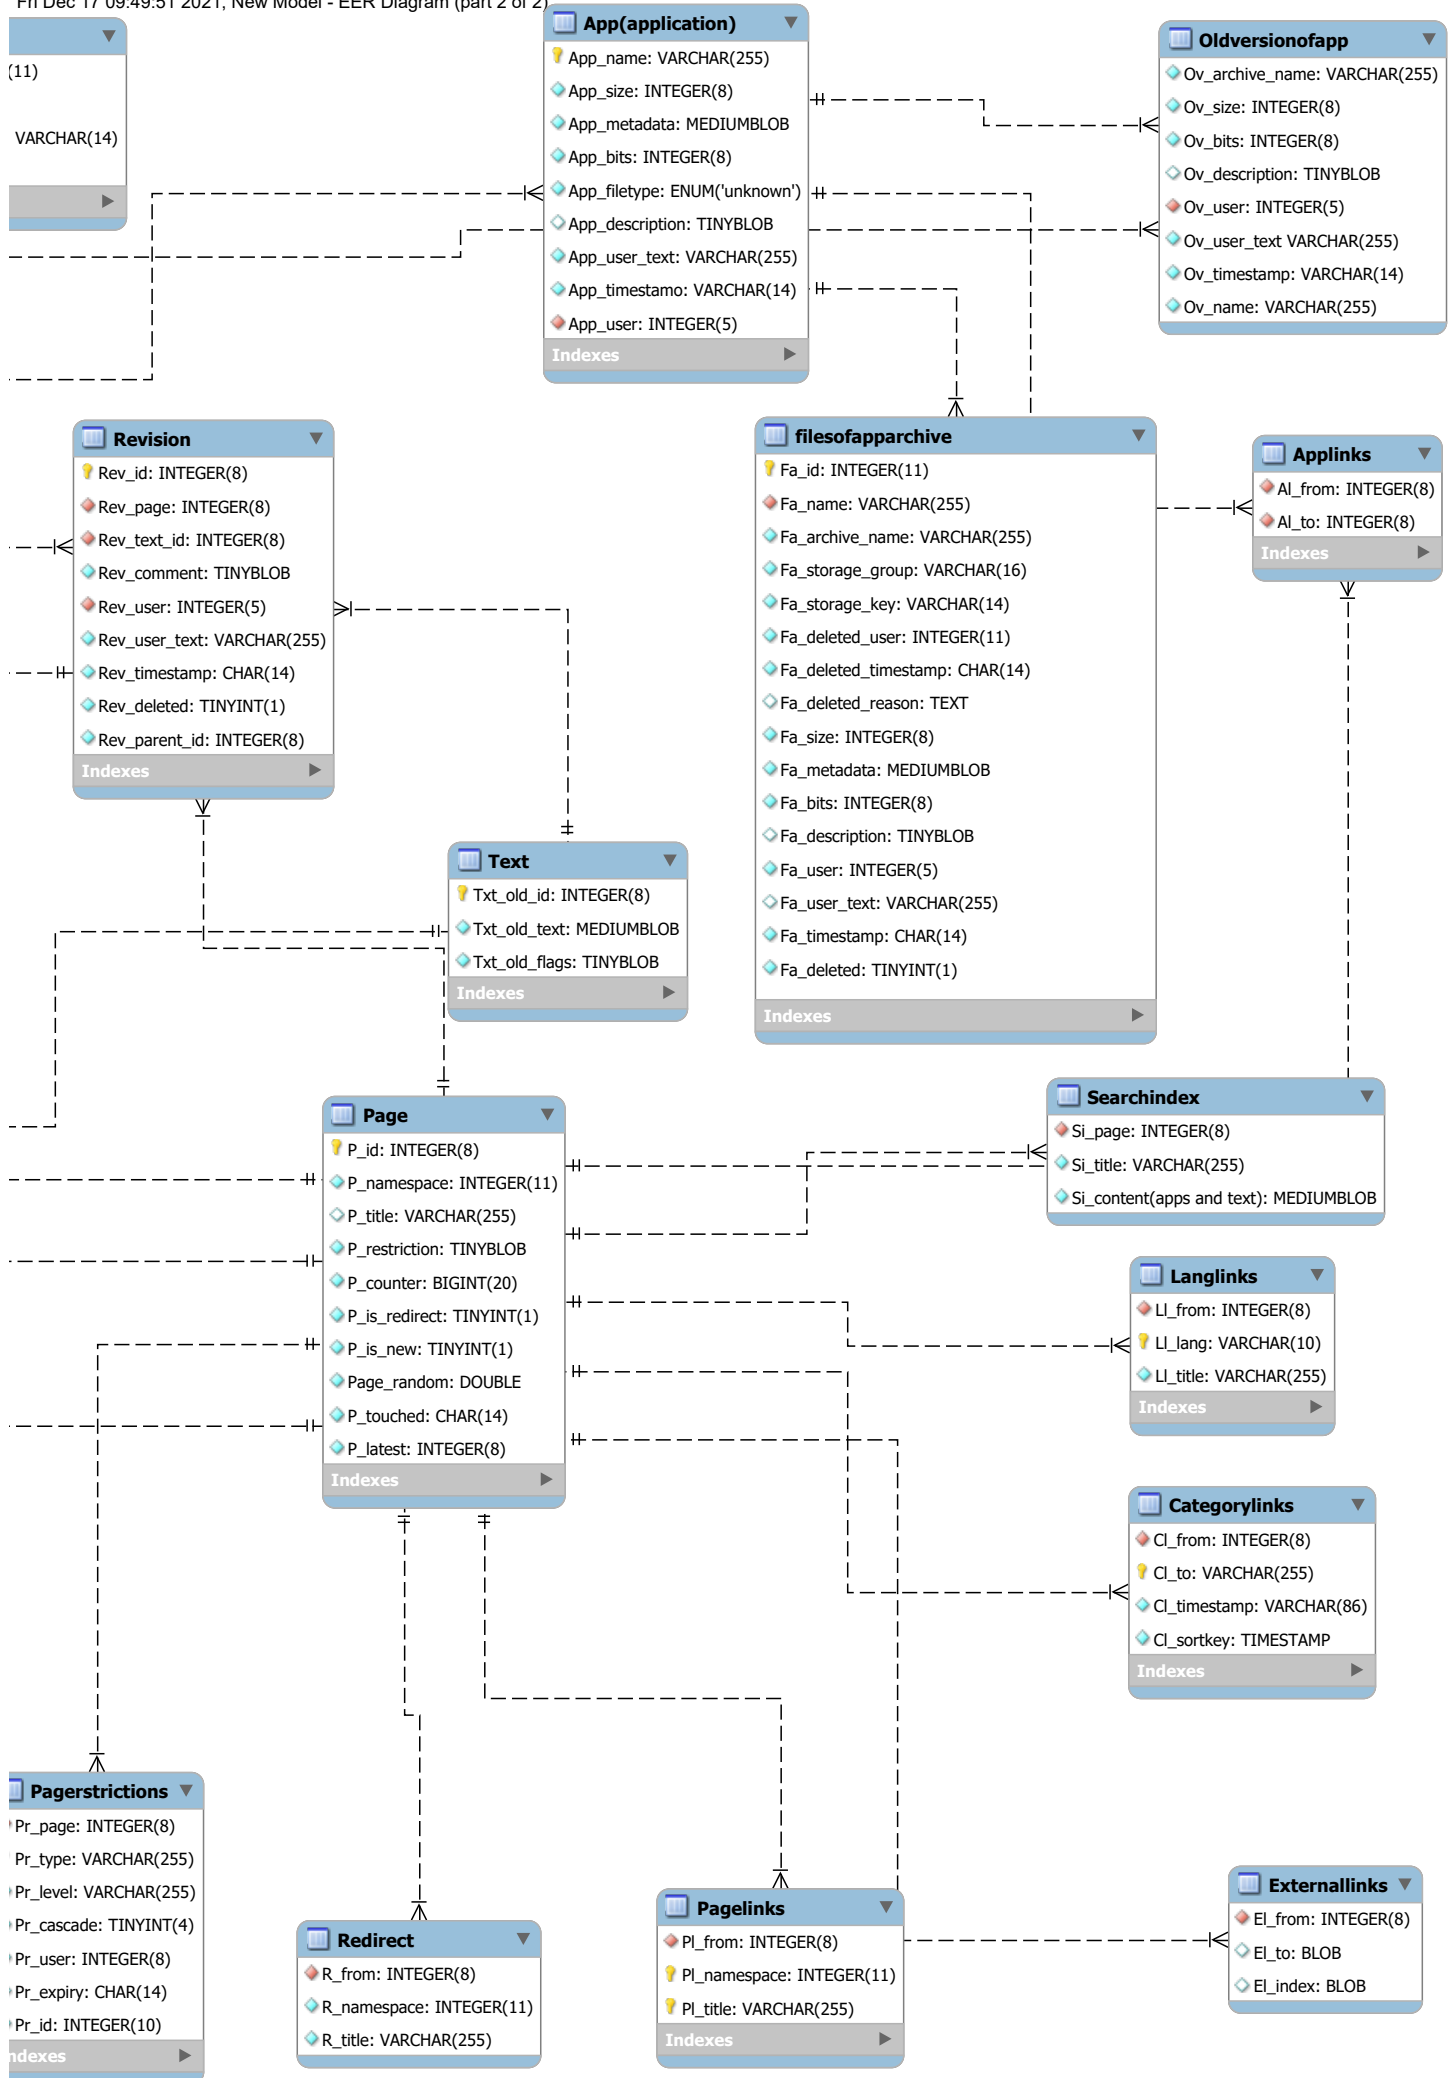 Fri Dec 17 09:49:51 2021, New Model - EER Diagram (part 2 of 2)
(11)
VARCHAR(14)
App(application)
App_name: VARCHAR(255)
App_size: INTEGER(8)
App_metadata: MEDIUMBLOB
App_bits: INTEGER(8)
App_filetype: ENUM('unknown')
App_description: TINYBLOB
App_user_text: VARCHAR(255)
App_timestamo: VARCHAR(14)
App_user: INTEGER(5)
Indexes
Oldversionofapp
Ov_archive_name: VARCHAR(255)
Ov_size: INTEGER(8)
Ov_bits: INTEGER(8)
Ov_description: TINYBLOB
Ov_user: INTEGER(5)
Ov_user_text VARCHAR(255)
Ov_timestamp: VARCHAR(14)
Ov_name: VARCHAR(255)
Revision
Rev_id: INTEGER(8)
Rev_page: INTEGER(8)
Rev_text_id: INTEGER(8)
Rev_comment: TINYBLOB
Rev_user: INTEGER(5)
Rev_user_text: VARCHAR(255)
Rev_timestamp: CHAR(14)
Rev_deleted: TINYINT(1)
Rev_parent_id: INTEGER(8)
Indexes
filesofapparchive
Fa_id: INTEGER(11)
Fa_name: VARCHAR(255)
Fa_archive_name: VARCHAR(255)
Fa_storage_group: VARCHAR(16)
Fa_storage_key: VARCHAR(14)
Fa_deleted_user: INTEGER(11)
Fa_deleted_timestamp: CHAR(14)
Fa_deleted_reason: TEXT
Fa_size: INTEGER(8)
Fa_metadata: MEDIUMBLOB
Fa_bits: INTEGER(8)
Fa_description: TINYBLOB
Fa_user: INTEGER(5)
Fa_user_text: VARCHAR(255)
Fa_timestamp: CHAR(14)
Fa_deleted: TINYINT(1)
Indexes
Applinks
Al_from: INTEGER(8)
Al_to: INTEGER(8)
Indexes
Text
Txt_old_id: INTEGER(8)
Txt_old_text: MEDIUMBLOB
Txt_old_flags: TINYBLOB
Indexes
Page
P_id: INTEGER(8)
P_namespace: INTEGER(11)
P_title: VARCHAR(255)
P_restriction: TINYBLOB
P_counter: BIGINT(20)
P_is_redirect: TINYINT(1)
P_is_new: TINYINT(1)
Page_random: DOUBLE
P_touched: CHAR(14)
P_latest: INTEGER(8)
Indexes
Searchindex
Si_page: INTEGER(8)
Si_title: VARCHAR(255)
Si_content(apps and text): MEDIUMBLOB
Langlinks
Ll_from: INTEGER(8)
Ll_lang: VARCHAR(10)
Ll_title: VARCHAR(255)
Indexes
Categorylinks
Cl_from: INTEGER(8)
Cl_to: VARCHAR(255)
Cl_timestamp: VARCHAR(86)
Cl_sortkey: TIMESTAMP
Indexes
Pagerstrictions
Pr_page: INTEGER(8)
Pr_type: VARCHAR(255)
Pr_level: VARCHAR(255)
Pr_cascade: TINYINT(4)
Pr_user: INTEGER(8)
Pr_expiry: CHAR(14)
Pr_id: INTEGER(10)
ndexes
Redirect
R_from: INTEGER(8)
R_namespace: INTEGER(11)
R_title: VARCHAR(255)
Pagelinks
Pl_from: INTEGER(8)
Pl_namespace: INTEGER(11)
Pl_title: VARCHAR(255)
Indexes
Externallinks
El_from: INTEGER(8)
El_to: BLOB
El_index: BLOB